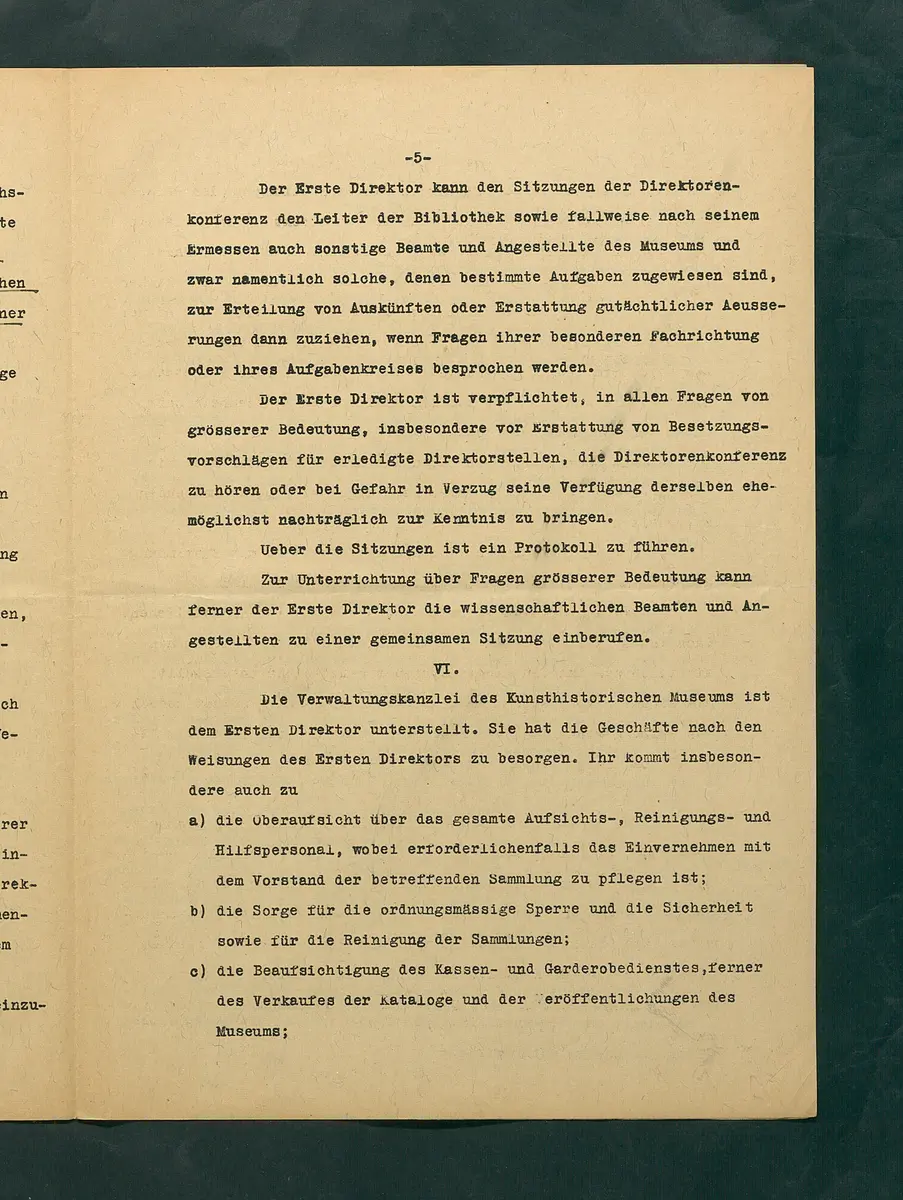 -5-
Der Erste Direktor kann den Sitzungen der Direktoren-
konferenz den Leiter der Bibliothek sowie fallweise nach seinem
Ermessen auch sonstige Beamte und Angestellte des Museums und
zwar namentlich solche, denen bestimmte Aufgaben zugewiesen sind,
zur Erteilung von Auskünften oder Erstattung gutächtlicher Aeusse-
rungen dann zuziehen, wenn Fragen ihrer besonderen Fachrichtung
oder ihres Aufgabenkreises besprochen werden.
Der Erste Direktor ist verpflichtet, in allen Fragen von
grösserer Bedeutung, insbesondere vor Erstattung von Besetzungs-
vorschlägen für erledigte Direktorstellen, die Direktorenkonferenz
zu hören oder bei Gefahr in Verzug seine Verfügung derselben ehe-
möglichst nachträglich zur Kenntnis zu bringen.
Ueber die Sitzungen ist ein Protokoll zu führen.
Zur Unterrichtung über Fragen grösserer Bedeutung kann
ferner der Erste Direktor die wissenschaftlichen Beamten und An-
gestellten zu einer gemeinsamen Sitzung einberufen.
VI.
Die Verwaltungskanzlei des Kunsthistorischen Museums ist
dem Ersten Direktor unterstellt. Sie hat die Geschäfte nach den
Weisungen des Ersten Direktors zu besorgen. Ihr kommt insbeson-
dere auch zu
a) die Oberaufsicht über das gesamte Aufsichts-, Reinigungs- und
Hilfspersonal, wobei erforderlichenfalls das Einvernehmen mit
dem Vorstand der betreffenden Sammlung zu pflegen ist;
b) die Sorge für die ordnungsmässige Sperre und die Sicherheit
sowie für die Reinigung der Sammlungen;
c) die Beaufsichtigung des Kassen- und Garderobedienstes,ferner
des Verkaufes der Kataloge und der Veröffentlichungen des
Museums;